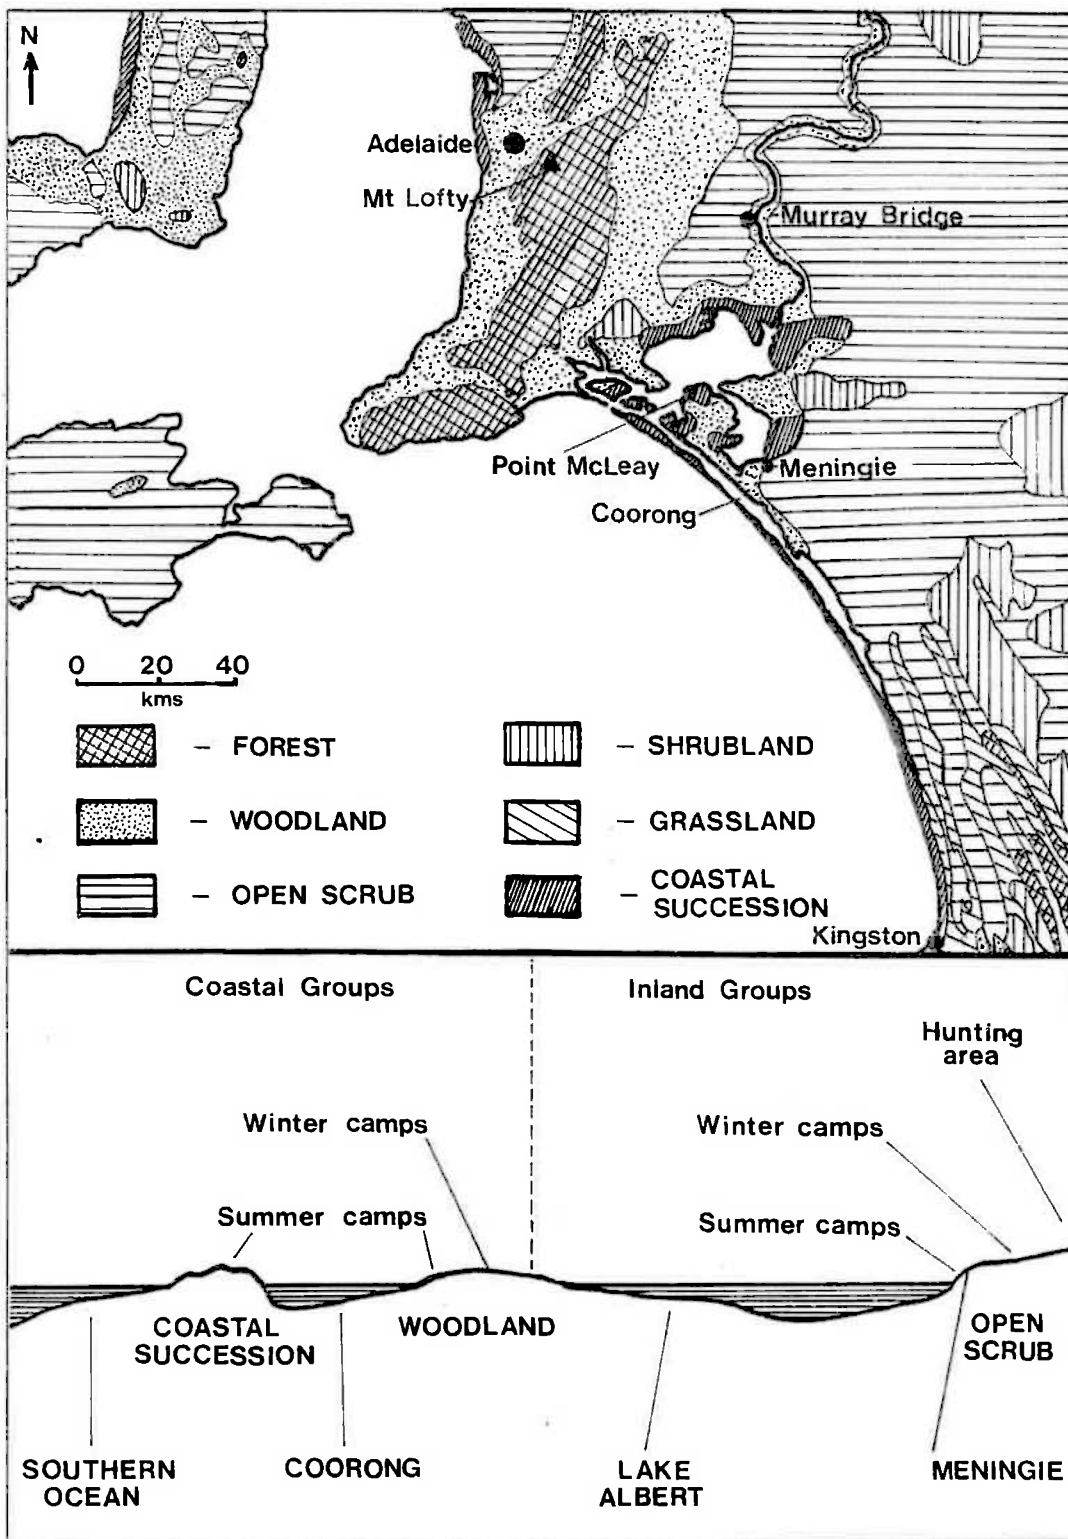 N
Adelaide
Mt Lofty
Murray Bridge
Point McLeay
Meningie
Coorong
0 20 40
kms
– FOREST
– SHRUBLAND
– WOODLAND
– GRASSLAND
– OPEN SCRUB
– COASTAL
SUCCESSION
Kingston
Coastal Groups
Inland Groups
Hunting
area
Winter camps
Winter camps
Summer camps
Summer camps
COASTAL
SUCCESSION
WOODLAND
OPEN
SCRUB
SOUTHERN
OCEAN
COORONG
LAKE
ALBERT
MENINGIE